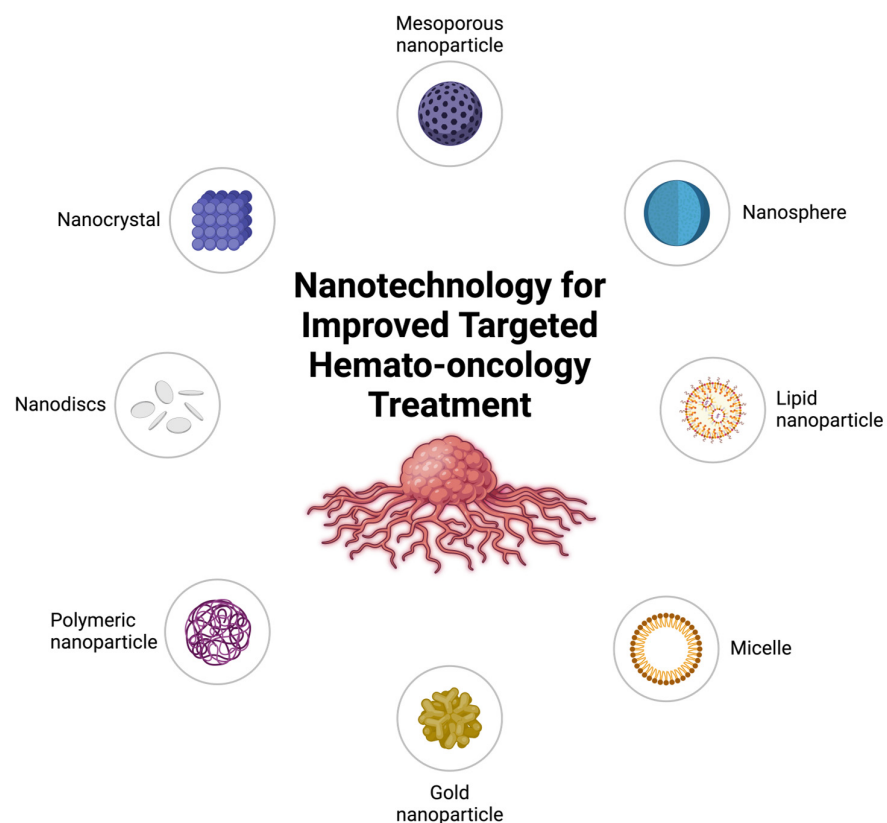 Mesoporous
nanoparticle
Nanocrystal
Nanosphere
Nanotechnology for
Improved Targeted
Hemato-oncology
Treatment
Nanodiscs
Lipid
nanoparticle
Polymeric
nanoparticle
Micelle
Gold
nanoparticle